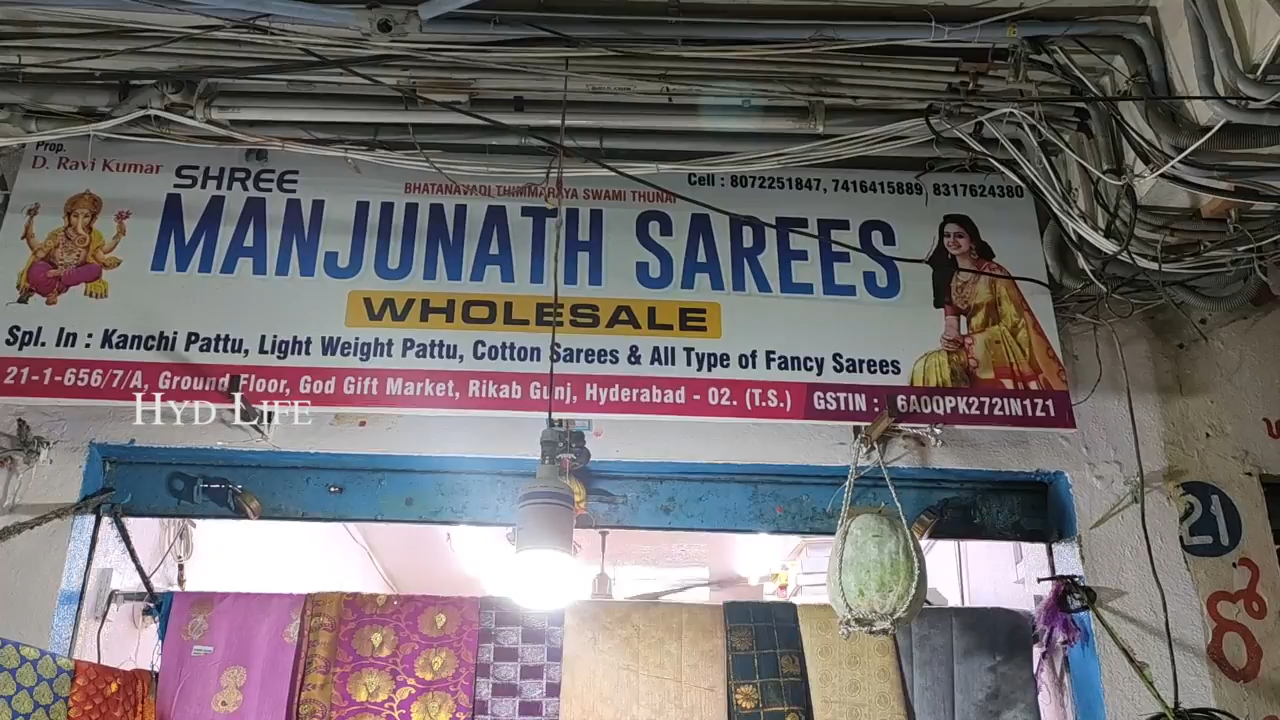 Prop.
D. Ravi Kumar
SHREE
BHATANAVADI THIMMARAYA SWAMI THUNAI
Cell : 8072251847, 7416415889, 8317624380
MANJUNATH SAREES
WHOLESALE
Spl. In : Kanchi Pattu, Light Weight Pattu, Cotton Sarees & All Type of Fancy Sarees
21-1-656/7/A, Ground Floor, God Gift Market, Rikab Gunj, Hyderabad - 02. (T.S.)
GSTIN : 6AOQPK272IN1Z1
HYD LIFE
21